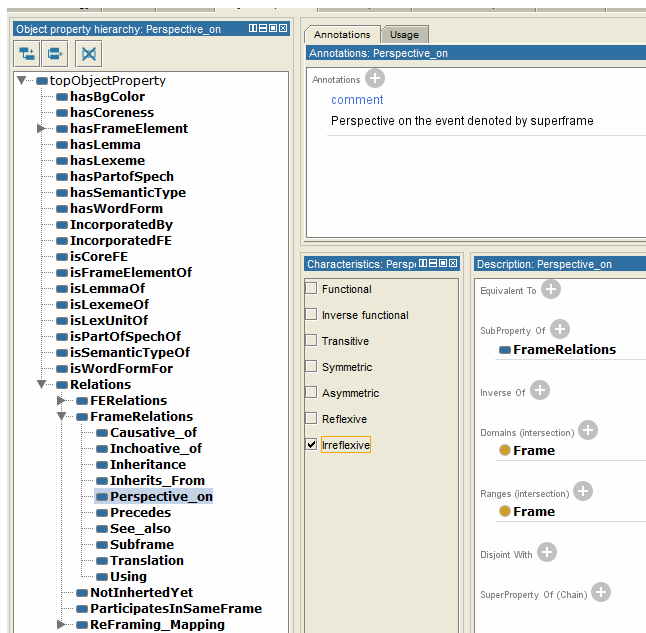 Object property hierarchy: Perspective_on
topObjectProperty
hasBgColor
hasCoreness
hasFrameElement
hasLemma
hasLexeme
hasPartofSpech
hasSemanticType
hasWordForm
IncorporatedBy
IncorporatedFE
isCoreFE
isFrameElementOf
isLemmaOf
isLexemeOf
isLexUnitOf
isPartOfSpechOf
isSemanticTypeOf
isWordFormFor
Relations
FERelations
FrameRelations
Causative_of
Inchoative_of
Inheritance
Inherits_From
Perspective_on
Precedes
See_also
Subframe
Translation
Using
NotInhertedYet
ParticipatesInSameFrame
ReFraming_Mapping
Annotations Usage
Annotations: Perspective_on
Annotations
comment
Perspective on the event denoted by superframe
Characteristics: Persp
Functional
Inverse functional
Transitive
Symmetric
Asymmetric
Reflexive
Irreflexive
Description: Perspective_on
Equivalent To
SubProperty Of
FrameRelations
Inverse Of
Domains (intersection)
Frame
Ranges (intersection)
Frame
Disjoint With
SuperProperty Of (Chain)